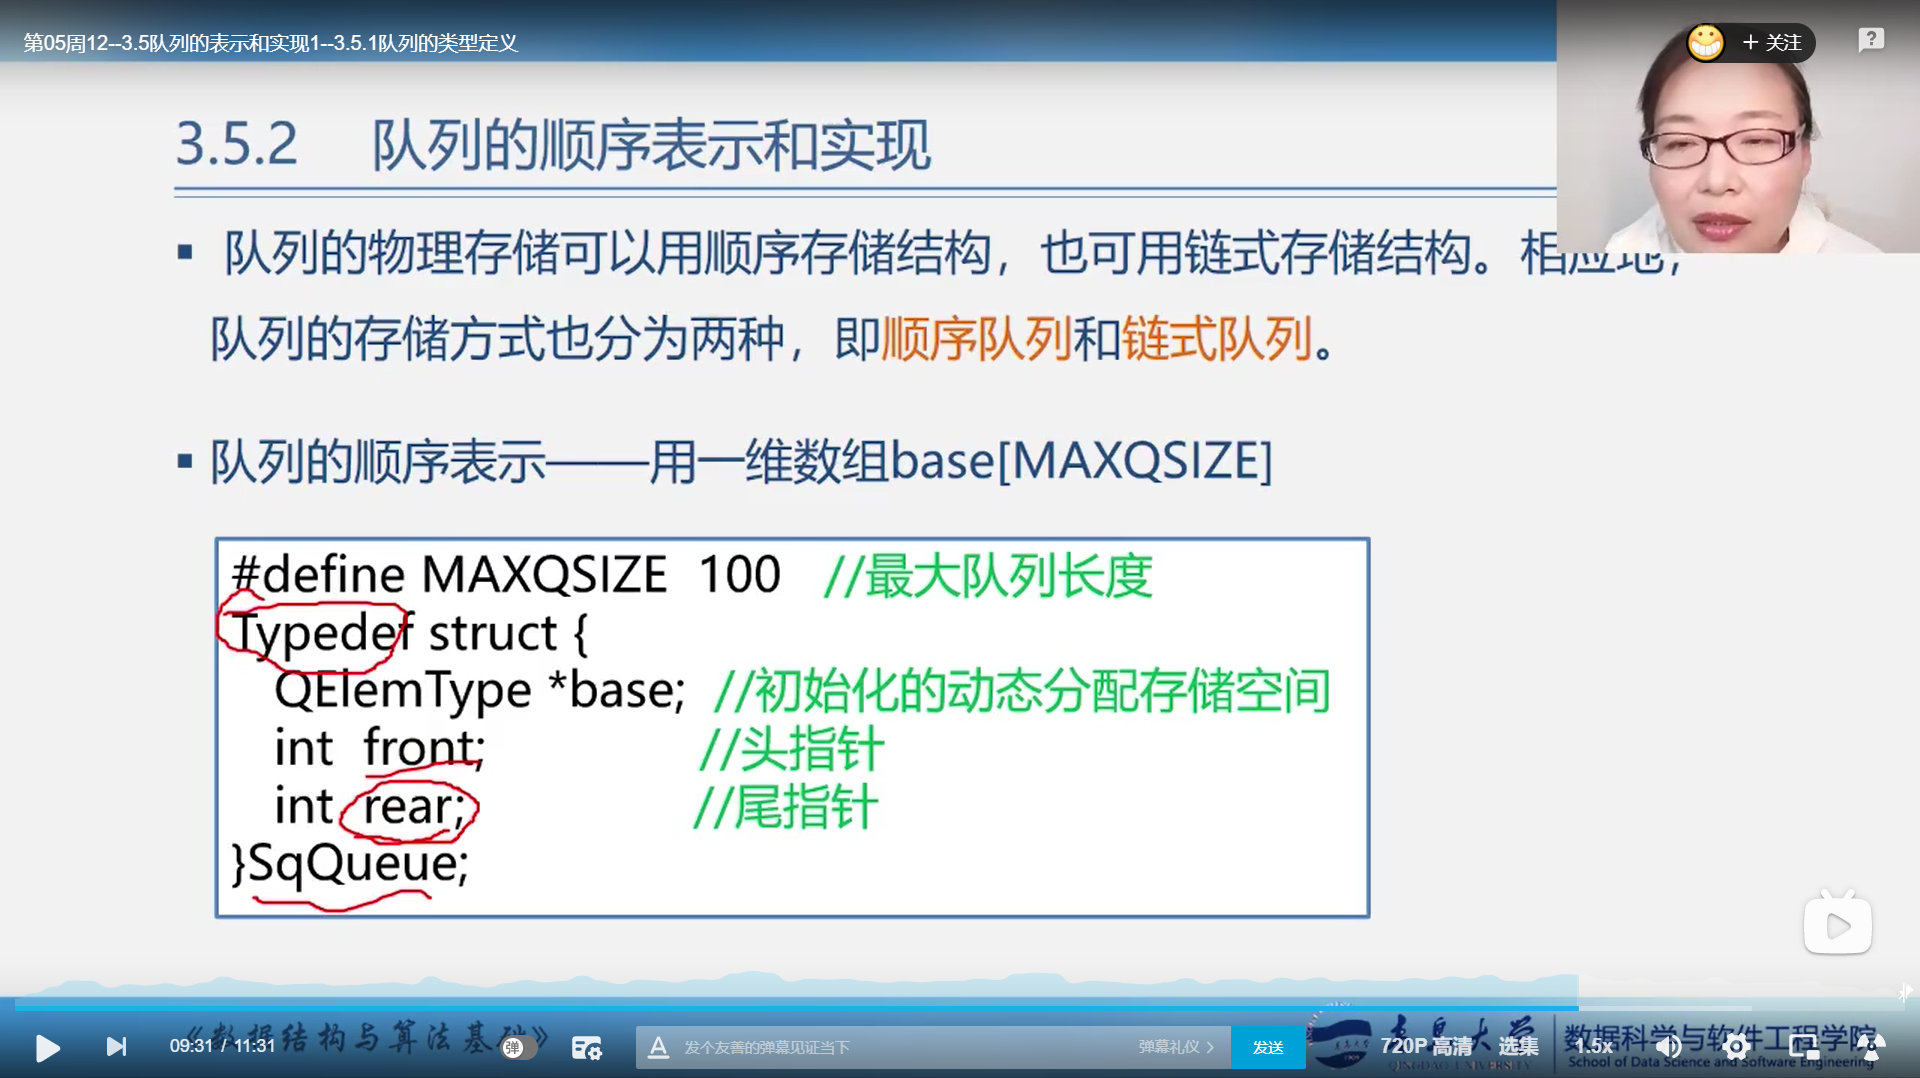 第05周12--3.5队列的表示和实现1--3.5.1队列的类型定义
+ 关注
?
3.5.2 队列的顺序表示和实现
▪ 队列的物理存储可以用顺序存储结构，也可用链式存储结构。相应地，
队列的存储方式也分为两种，即顺序队列和链式队列。
▪ 队列的顺序表示——用一维数组base[MAXQSIZE]
#define MAXQSIZE 100 //最大队列长度
Typedef struct {
QElemType *base; //初始化的动态分配存储空间
int front; //头指针
int rear; //尾指针
}SqQueue;
《数据结构与算法基础》
09:31 / 11:31
弹
A 发个友善的弹幕见证当下
弹幕礼仪 >
发送
青岛大学
QINGDAO UNIVERSITY
720P 高清
选集
1.5x
数据科学与软件工程学院
School of Data Science and Software Engineering